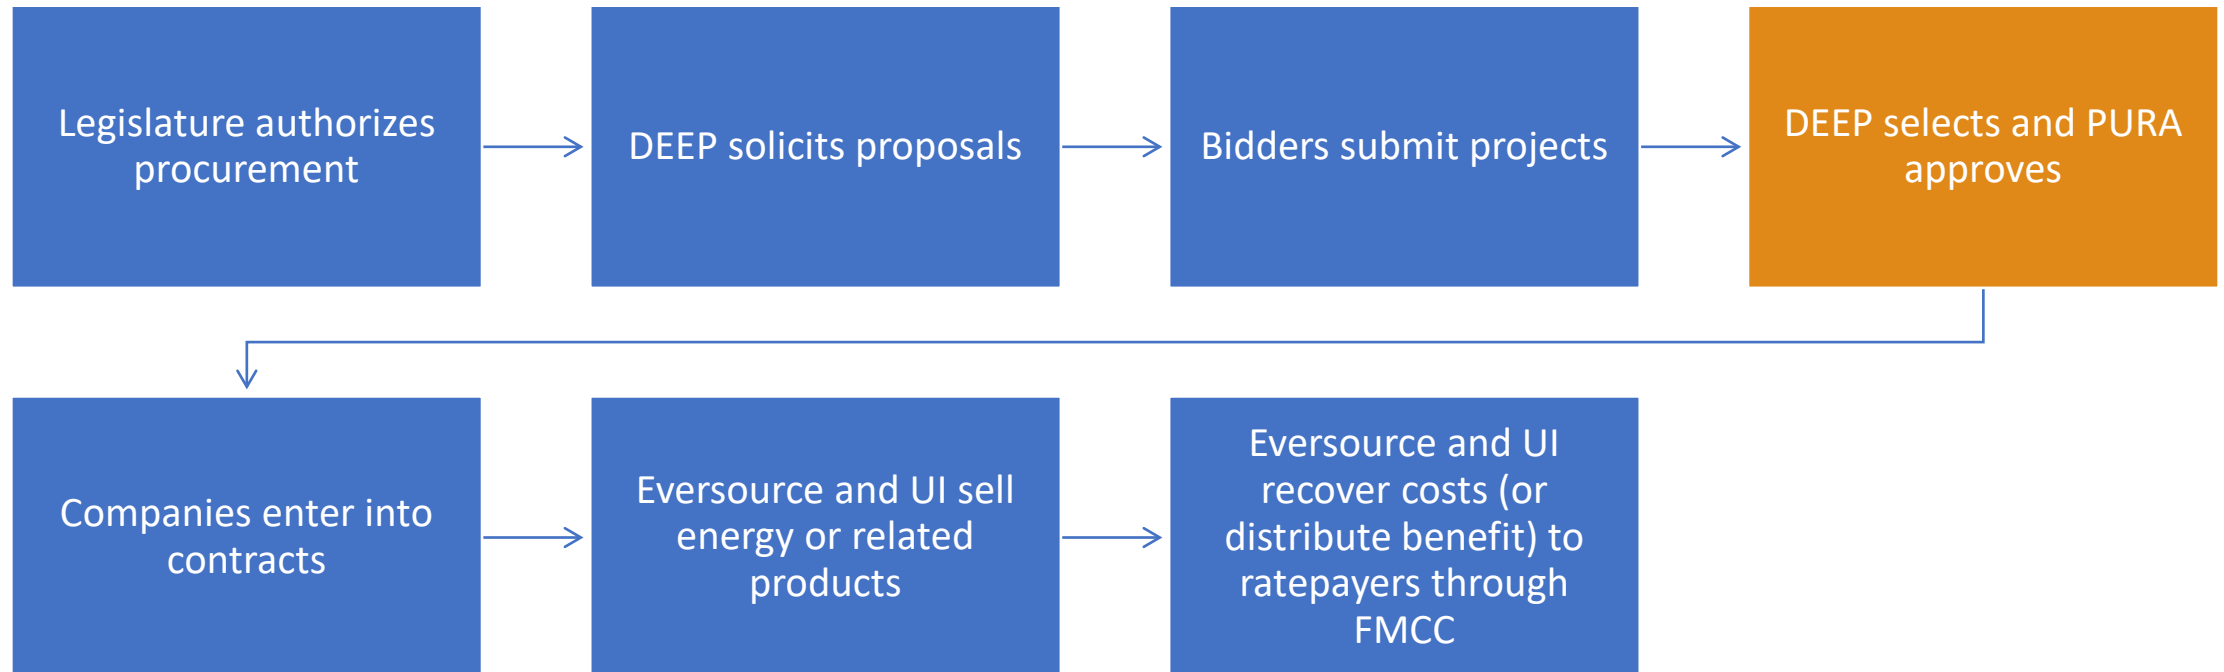 Legislature authorizes
procurement
DEEP solicits proposals
Bidders submit projects
DEEP selects and PURA
approves
Companies enter into
contracts
Eversource and UI sell
energy or related
products
Eversource and UI
recover costs (or
distribute benefit) to
ratepayers through
FMCC